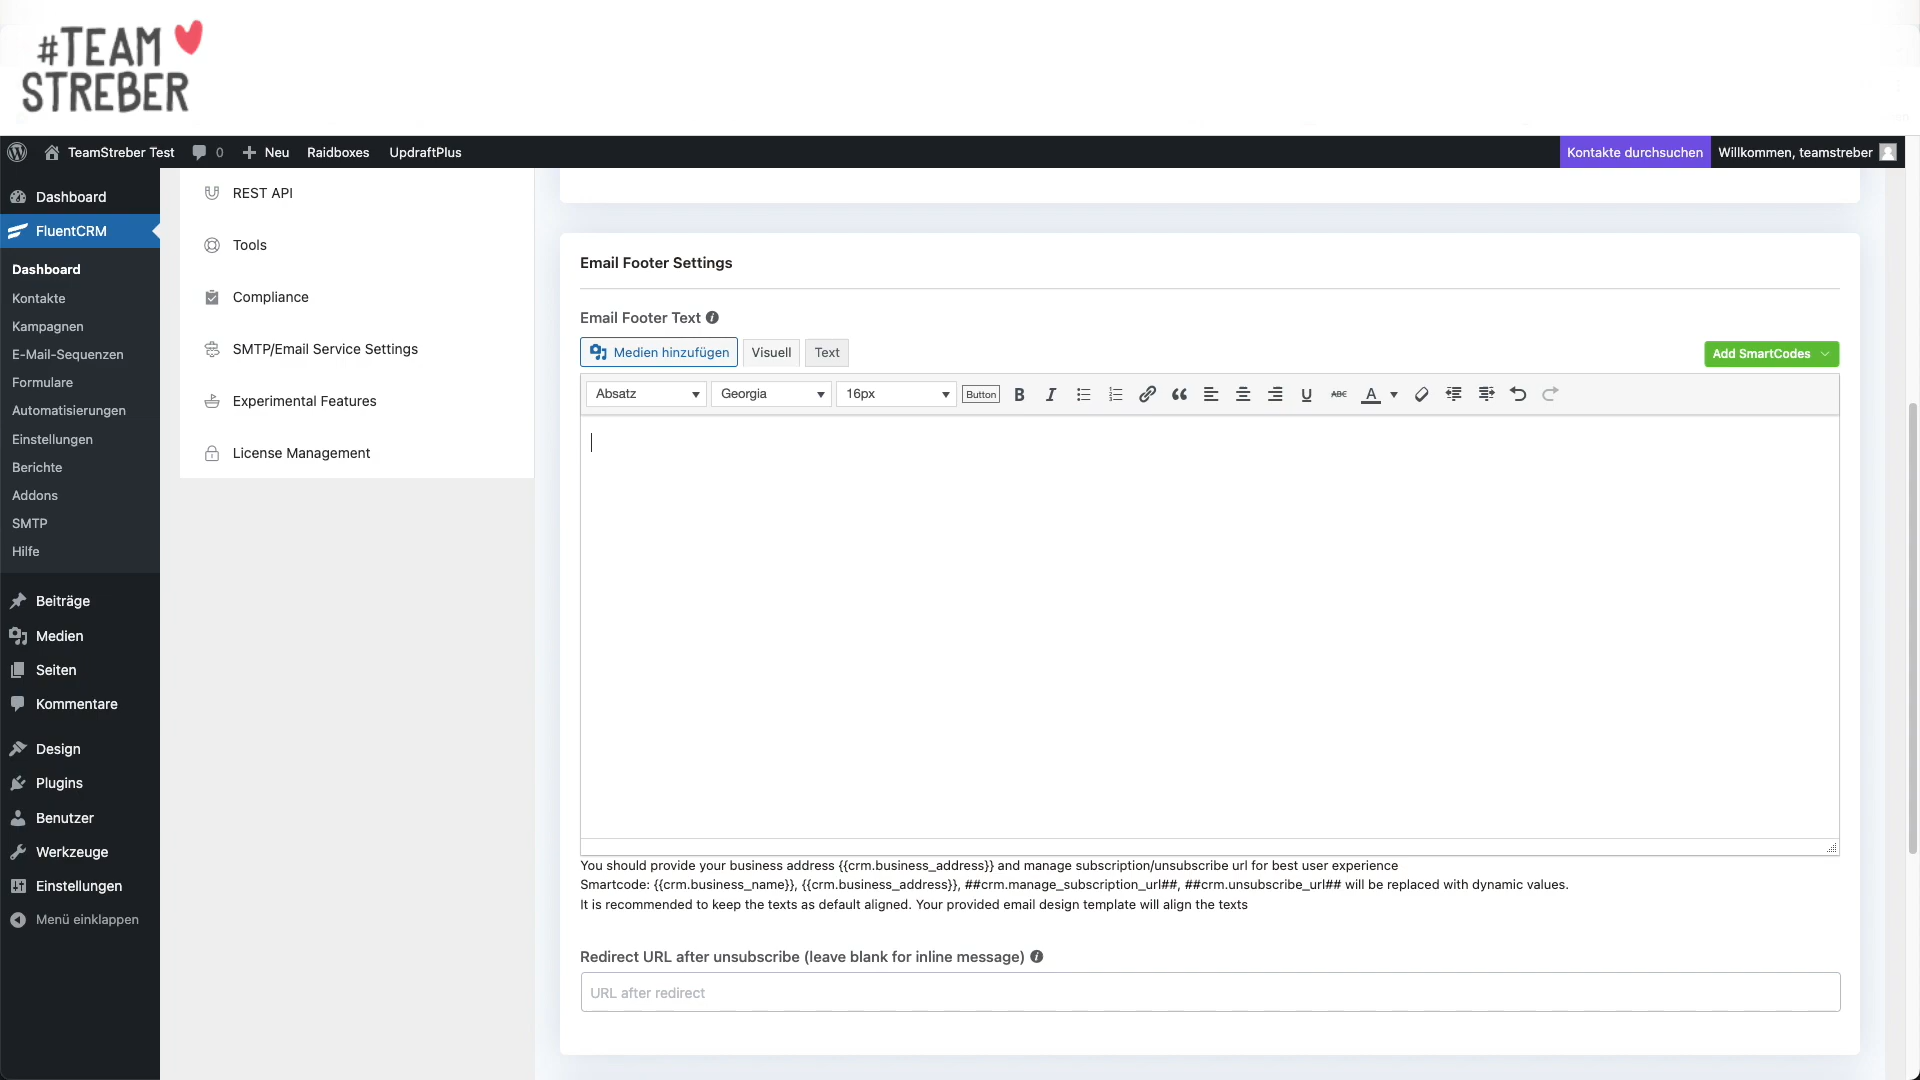 #TEAM
STREBER
TeamStreber Test
0
Neu
Raidboxes
UpdraftPlus
Kontakte durchsuchen
Willkommen, teamstreber
Dashboard
FluentCRM
Dashboard
Kontakte
Kampagnen
E-Mail-Sequenzen
Formulare
Automatisierungen
Einstellungen
Berichte
Addons
SMTP
Hilfe
Beiträge
Medien
Seiten
Kommentare
Design
Plugins
Benutzer
Werkzeuge
Einstellungen
Menü einklappen
REST API
Tools
Compliance
SMTP/Email Service Settings
Experimental Features
License Management
Email Footer Settings
Email Footer Text
Medien hinzufügen
Visuell
Text
Add SmartCodes
Absatz
Georgia
16px
Button
B
I
U
ABC
A
You should provide your business address {{crm.business_address}} and manage subscription/unsubscribe url for best user experience
Smartcode: {{crm.business_name}}, {{crm.business_address}}, ##crm.manage_subscription_url##, ##crm.unsubscribe_url## will be replaced with dynamic values.
It is recommended to keep the texts as default aligned. Your provided email design template will align the texts
Redirect URL after unsubscribe (leave blank for inline message)
URL after redirect